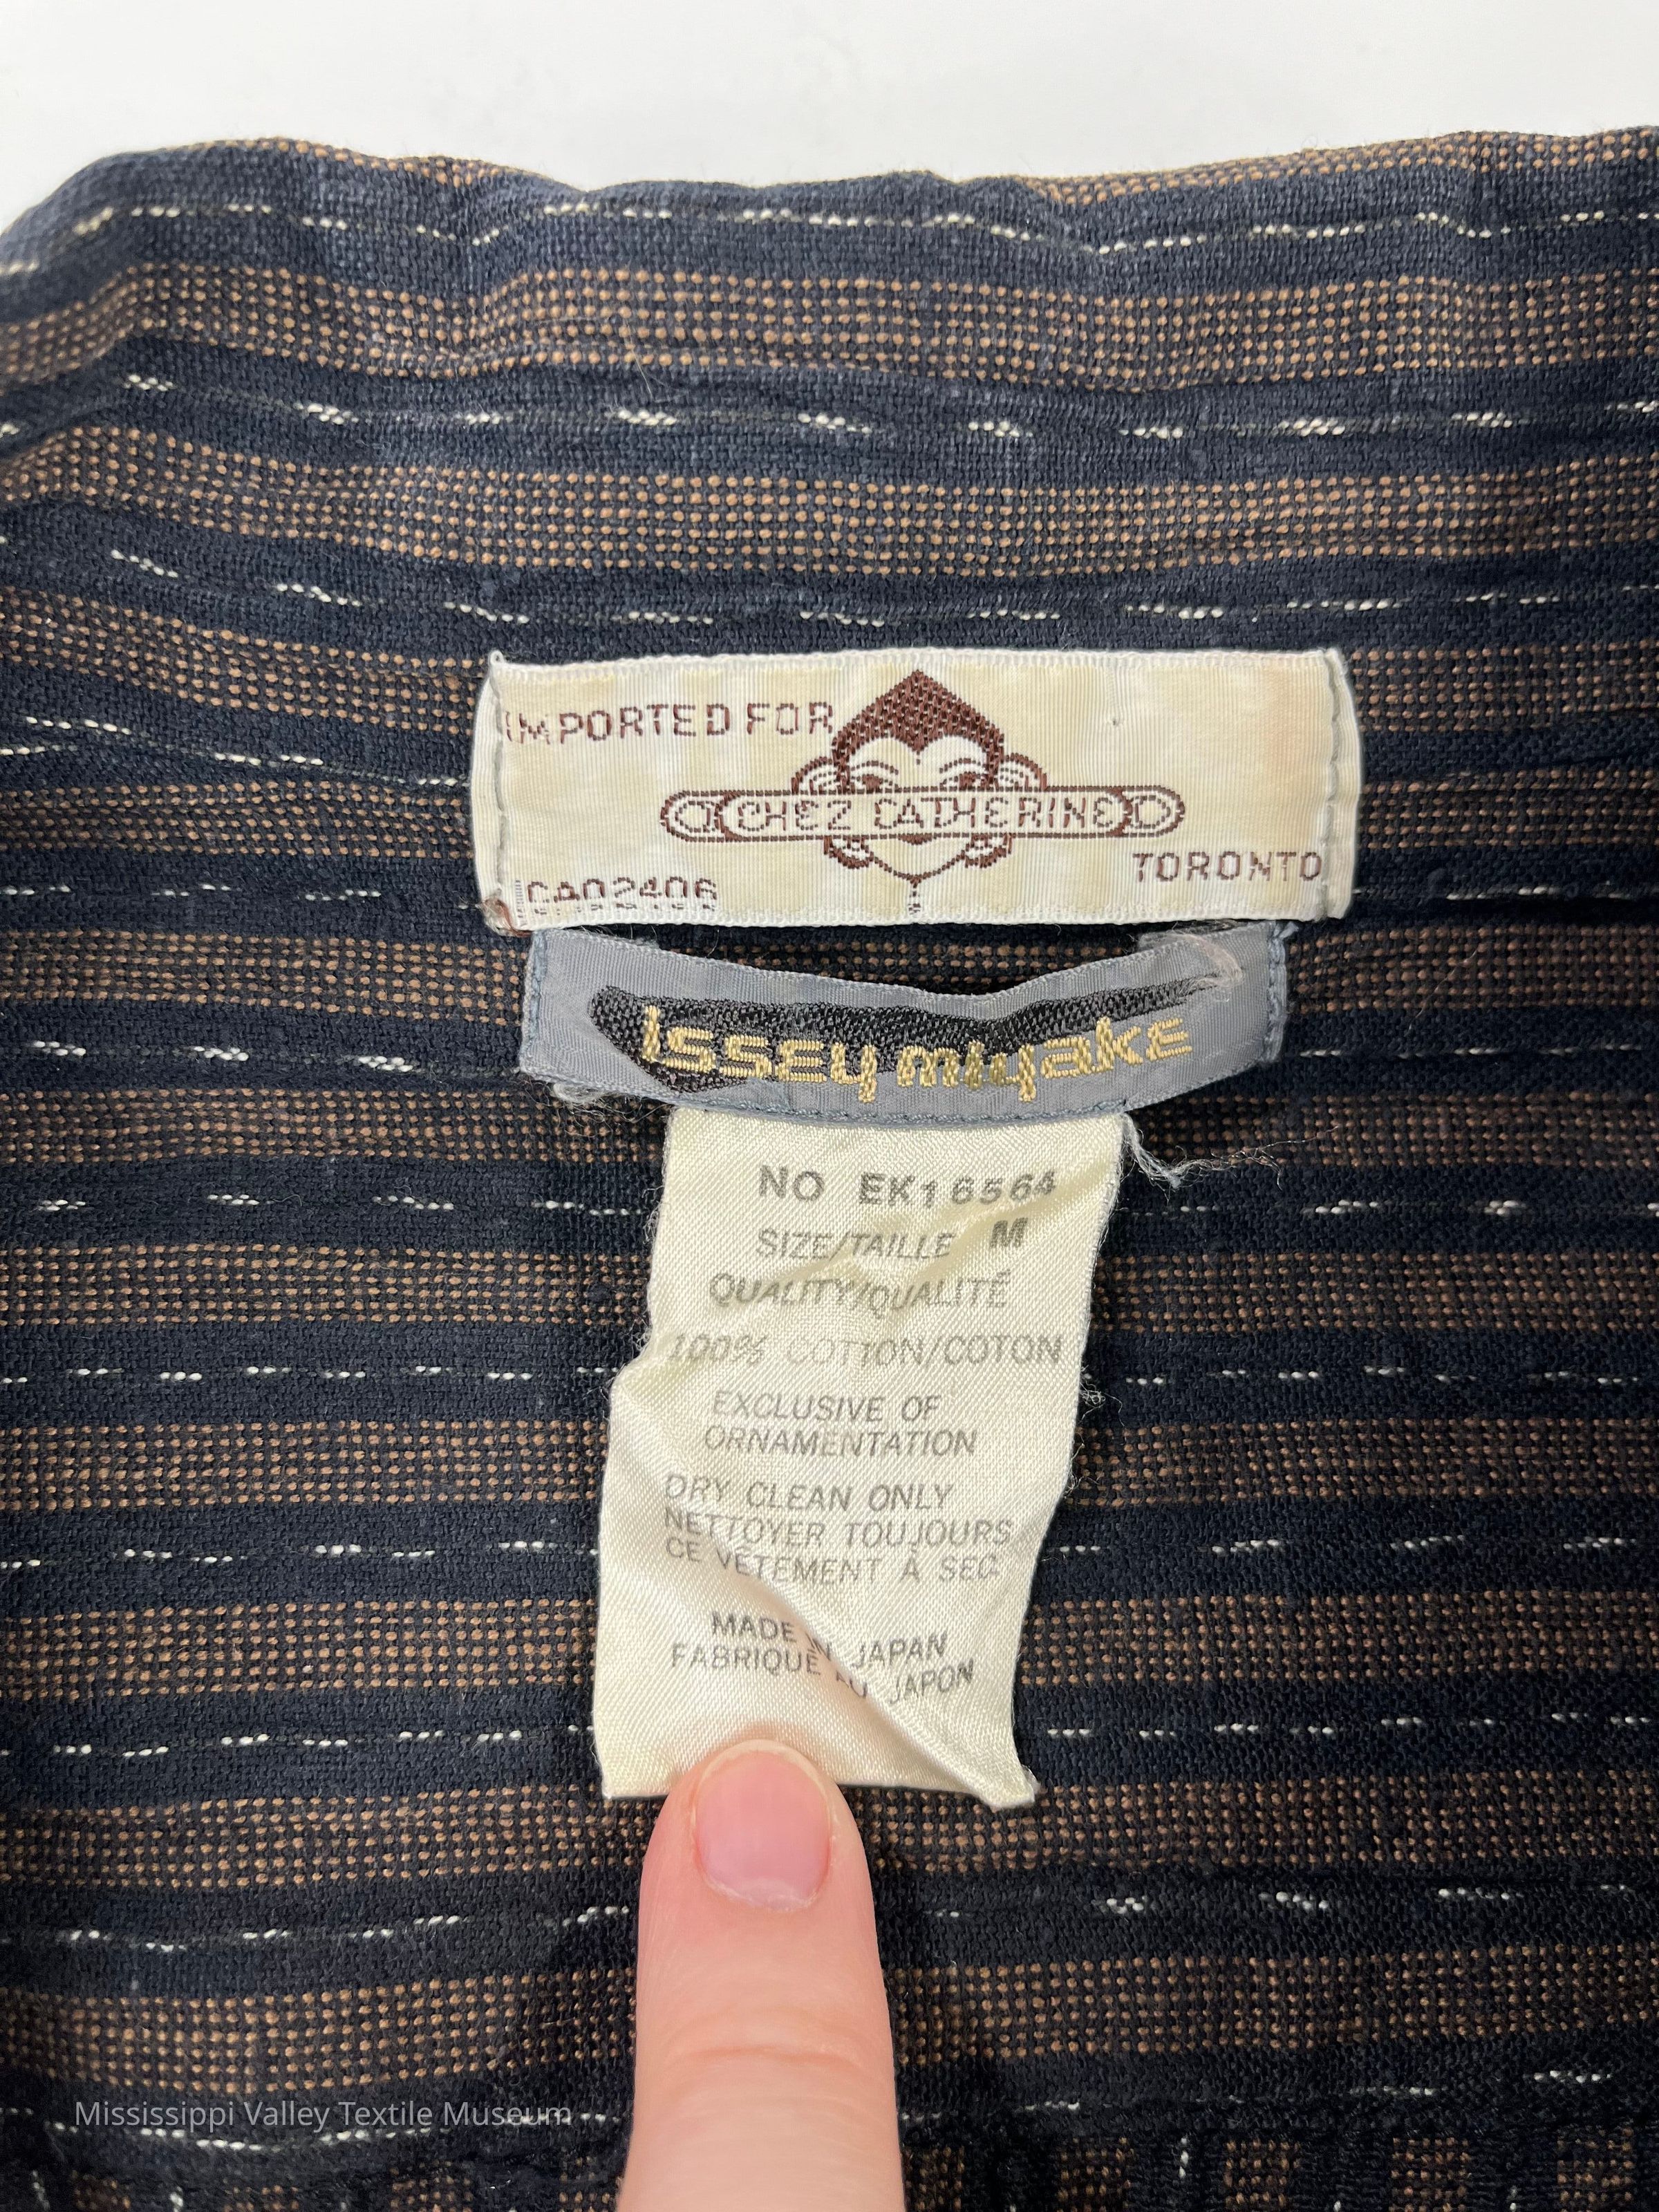 IMPORTED FOR
CHEZ CATHERINE
TORONTO
CA02406
ISSEY MIYAKE
NO EK16564
SIZE/TAILLE M
QUALITY/QUALITÉ
100% COTTON/COTON
EXCLUSIVE OF
ORNAMENTATION
DRY CLEAN ONLY
NETTOYER TOUJOURS
CE VÊTEMENT À SEC
MADE IN JAPAN
FABRIQUÉ AU JAPON
Mississippi Valley Textile Museum